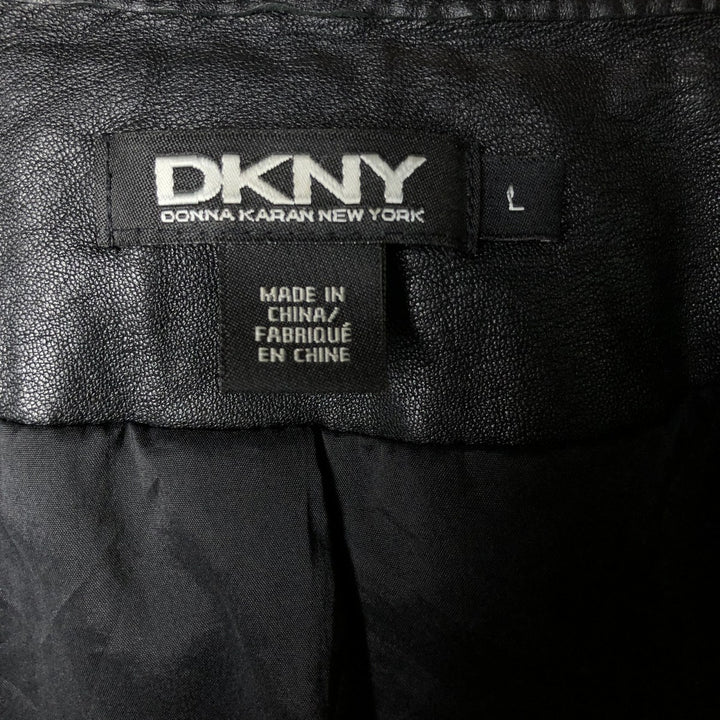 DKNY
DONNA KARAN NEW YORK
L
MADE IN
CHINA/
FABRIQUÉ
EN CHINE